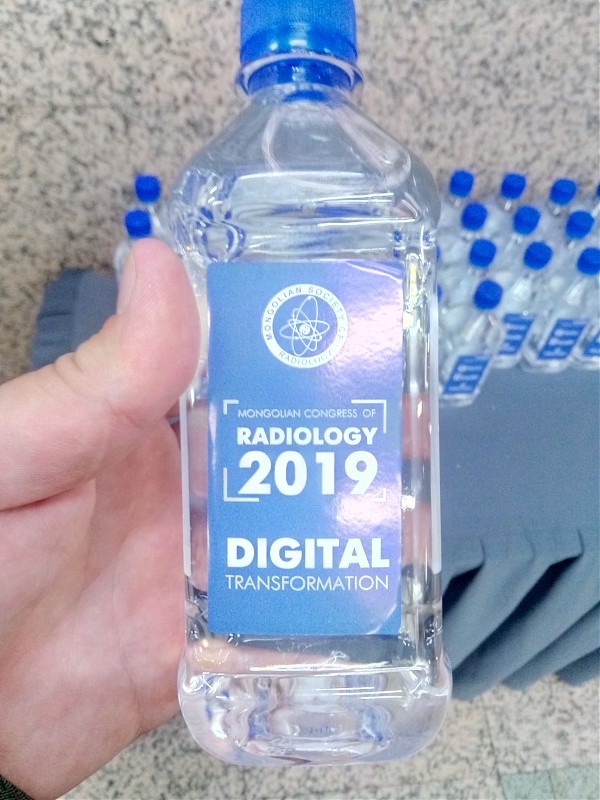 MONGOLIAN SOCIETY OF
RADIOLOGY
MONGOLIAN CONGRESS OF
RADIOLOGY
2019
DIGITAL
TRANSFORMATION